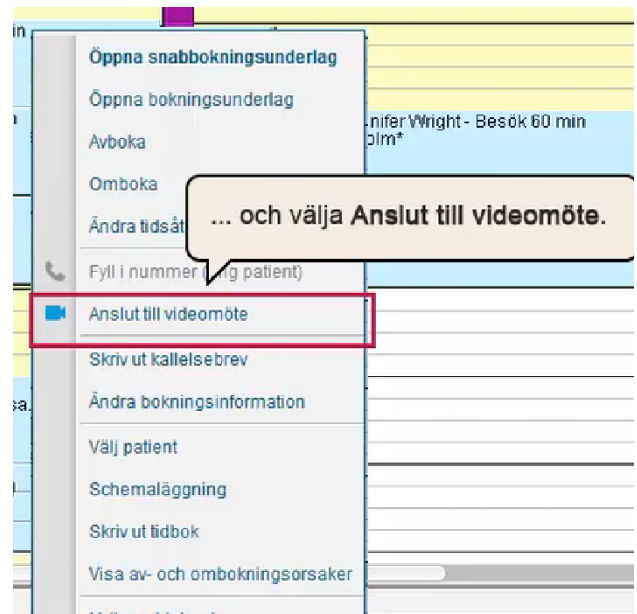 in
Öppna snabbokningsunderlag
Öppna bokningsunderlag
nifer Wright - Besök 60 min
Avboka
olm*
Omboka
... och välja Anslut till videomöte.
Ändra tidsåt
Fyll i nummer
patient)
Anslut till videomöte
Skriv ut kallelsebrev
Ändra bokningsinformation
sa.
Välj patient
Schemaläggning
Skriv ut tidbok
Visa av- och ombokningsorsaker